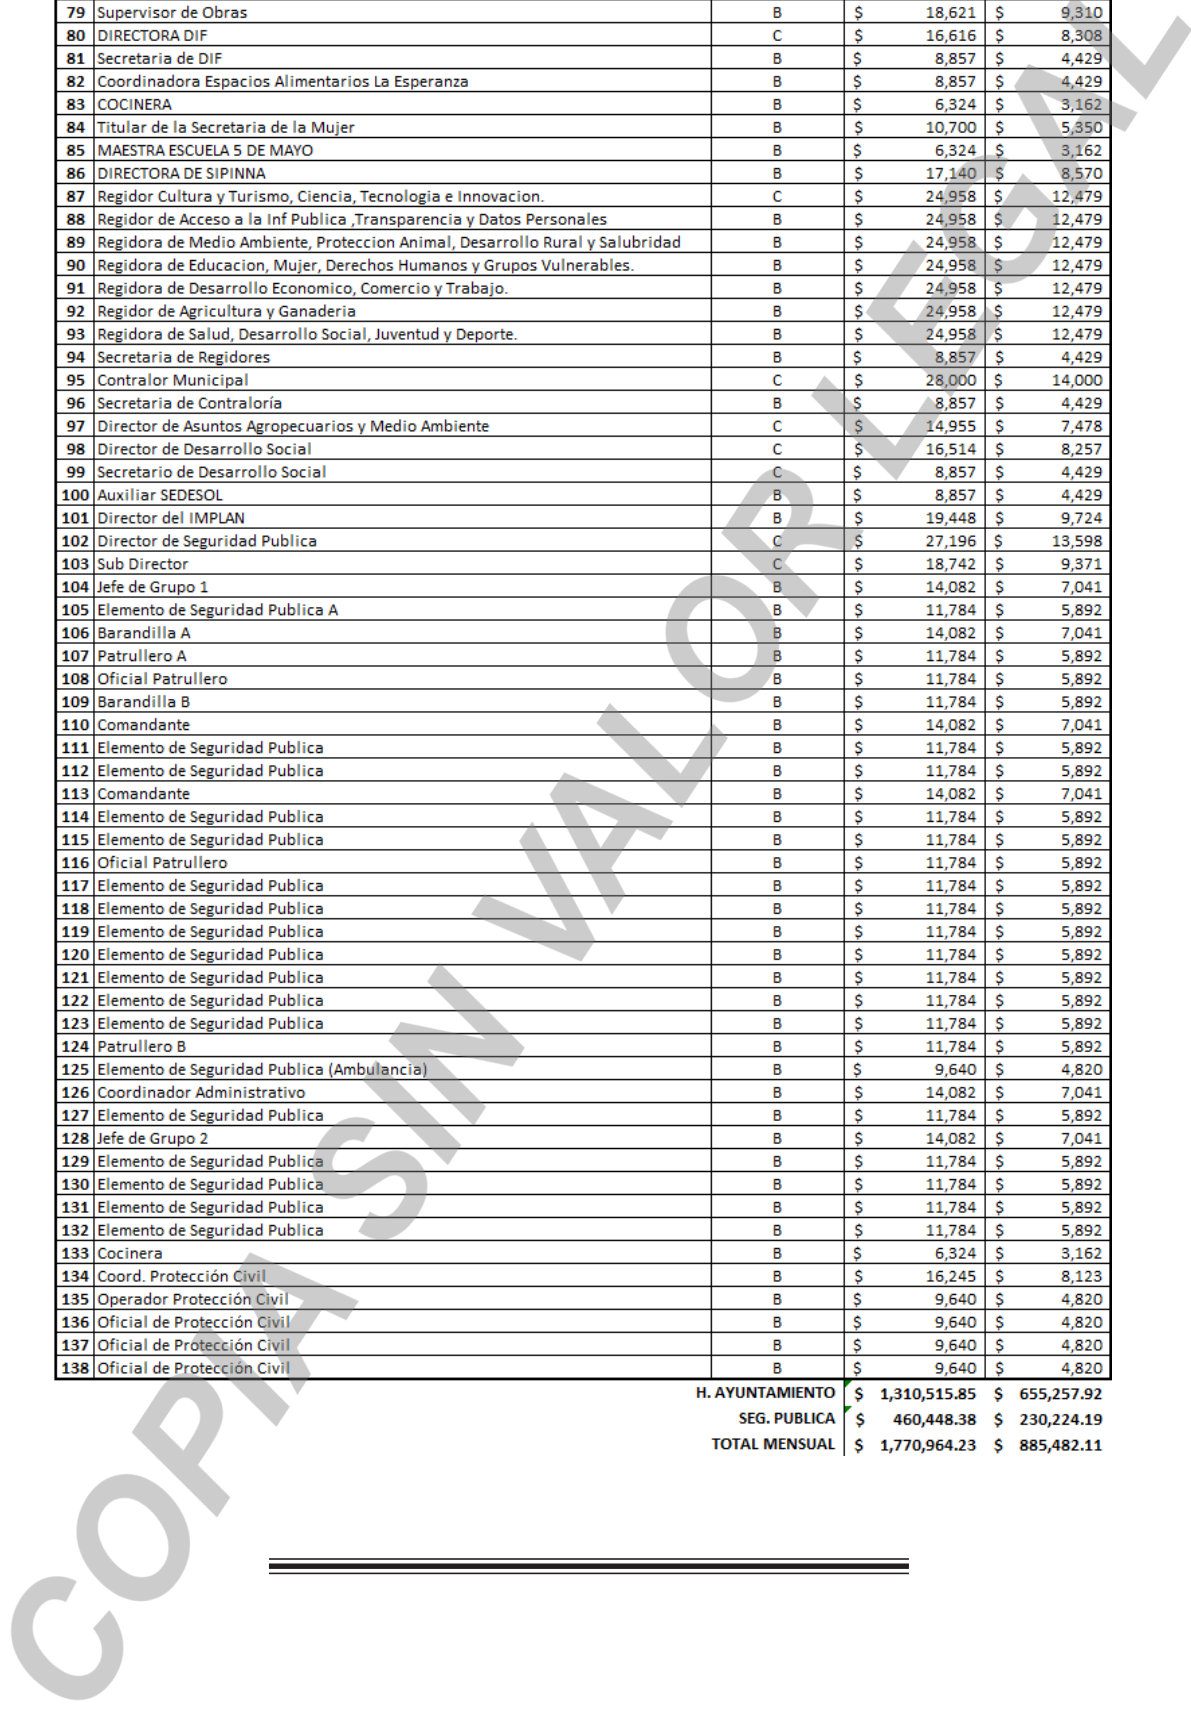 79 Supervisor de Obras B $ 18,621 $ 9,310
80 DIRECTORA DIF C $ 16,616 $ 8,308
81 Secretaria de DIF B $ 8,857 $ 4,429
82 Coordinadora Espacios Alimentarios La Esperanza B $ 8,857 $ 4,429
83 COCINERA B $ 6,324 $ 3,162
84 Titular de la Secretaria de la Mujer B $ 10,700 $ 5,350
85 MAESTRA ESCUELA 5 DE MAYO B $ 6,324 $ 3,162
86 DIRECTORA DE SIPINNA B $ 17,140 $ 8,570
87 Regidor Cultura y Turismo, Ciencia, Tecnologia e Innovacion. C $ 24,958 $ 12,479
88 Regidor de Acceso a la Inf Publica ,Transparencia y Datos Personales B $ 24,958 $ 12,479
89 Regidora de Medio Ambiente, Proteccion Animal, Desarrollo Rural y Salubridad B $ 24,958 $ 12,479
90 Regidora de Educacion, Mujer, Derechos Humanos y Grupos Vulnerables. B $ 24,958 $ 12,479
91 Regidora de Desarrollo Economico, Comercio y Trabajo. B $ 24,958 $ 12,479
92 Regidor de Agricultura y Ganaderia B $ 24,958 $ 12,479
93 Regidora de Salud, Desarrollo Social, Juventud y Deporte. B $ 24,958 $ 12,479
94 Secretaria de Regidores B $ 8,857 $ 4,429
95 Contralor Municipal C $ 28,000 $ 14,000
96 Secretaria de Contraloría B $ 8,857 $ 4,429
97 Director de Asuntos Agropecuarios y Medio Ambiente C $ 14,955 $ 7,478
98 Director de Desarrollo Social C $ 16,514 $ 8,257
99 Secretario de Desarrollo Social C $ 8,857 $ 4,429
100 Auxiliar SEDESOL B $ 8,857 $ 4,429
101 Director del IMPLAN B $ 19,448 $ 9,724
102 Director de Seguridad Publica C $ 27,196 $ 13,598
103 Sub Director C $ 18,742 $ 9,371
104 Jefe de Grupo 1 B $ 14,082 $ 7,041
105 Elemento de Seguridad Publica A B $ 11,784 $ 5,892
106 Barandilla A B $ 14,082 $ 7,041
107 Patrullero A B $ 11,784 $ 5,892
108 Oficial Patrullero B $ 11,784 $ 5,892
109 Barandilla B B $ 11,784 $ 5,892
110 Comandante B $ 14,082 $ 7,041
111 Elemento de Seguridad Publica B $ 11,784 $ 5,892
112 Elemento de Seguridad Publica B $ 11,784 $ 5,892
113 Comandante B $ 14,082 $ 7,041
114 Elemento de Seguridad Publica B $ 11,784 $ 5,892
115 Elemento de Seguridad Publica B $ 11,784 $ 5,892
116 Oficial Patrullero B $ 11,784 $ 5,892
117 Elemento de Seguridad Publica B $ 11,784 $ 5,892
118 Elemento de Seguridad Publica B $ 11,784 $ 5,892
119 Elemento de Seguridad Publica B $ 11,784 $ 5,892
120 Elemento de Seguridad Publica B $ 11,784 $ 5,892
121 Elemento de Seguridad Publica B $ 11,784 $ 5,892
122 Elemento de Seguridad Publica B $ 11,784 $ 5,892
123 Elemento de Seguridad Publica B $ 11,784 $ 5,892
124 Patrullero B B $ 11,784 $ 5,892
125 Elemento de Seguridad Publica (Ambulancia) B $ 9,640 $ 4,820
126 Coordinador Administrativo B $ 14,082 $ 7,041
127 Elemento de Seguridad Publica B $ 11,784 $ 5,892
128 Jefe de Grupo 2 B $ 14,082 $ 7,041
129 Elemento de Seguridad Publica B $ 11,784 $ 5,892
130 Elemento de Seguridad Publica B $ 11,784 $ 5,892
131 Elemento de Seguridad Publica B $ 11,784 $ 5,892
132 Elemento de Seguridad Publica B $ 11,784 $ 5,892
133 Cocinera B $ 6,324 $ 3,162
134 Coord. Protección Civil B $ 16,245 $ 8,123
135 Operador Protección Civil B $ 9,640 $ 4,820
136 Oficial de Protección Civil B $ 9,640 $ 4,820
137 Oficial de Protección Civil B $ 9,640 $ 4,820
138 Oficial de Protección Civil B $ 9,640 $ 4,820
H. AYUNTAMIENTO $ 1,310,515.85 $ 655,257.92
SEG. PUBLICA $ 460,448.38 $ 230,224.19
TOTAL MENSUAL $ 1,770,964.23 $ 885,482.11
COPIA SIN VALOR LEGAL